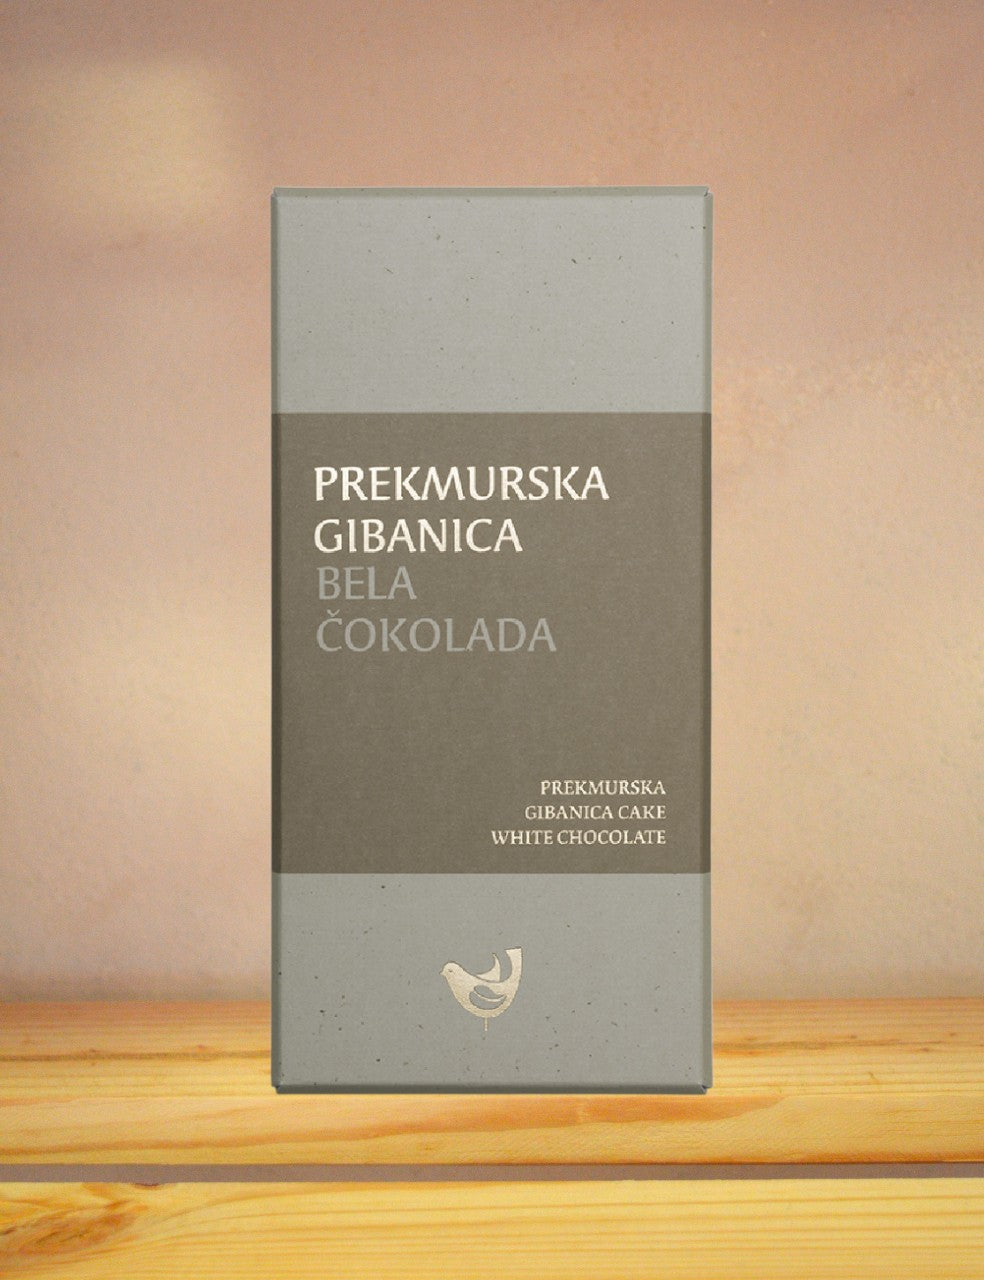 PREKMURSKA
GIBANICA
BELA
ČOKOLADA
PREKMURSKA
GIBANICA CAKE
WHITE CHOCOLATE